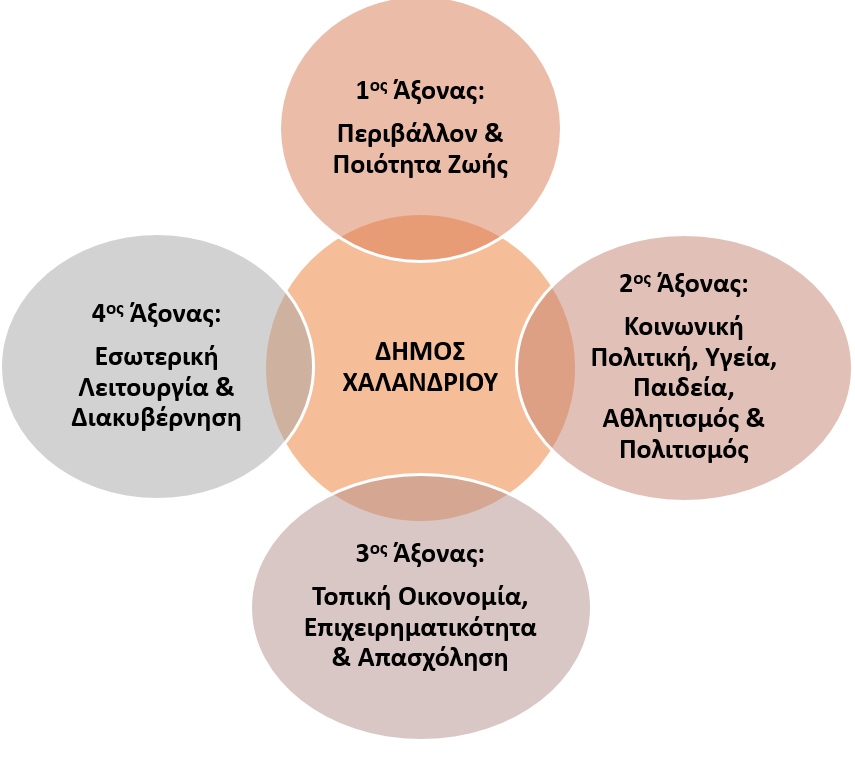 1ος Άξονας:
Περιβάλλον &
Ποιότητα Ζωής
2ος Άξονας:
Κοινωνική
Πολιτική, Υγεία,
Παιδεία,
Αθλητισμός &
Πολιτισμός
4ος Άξονας:
Εσωτερική
Λειτουργία &
Διακυβέρνηση
ΔΗΜΟΣ
ΧΑΛΑΝΔΡΙΟΥ
3ος Άξονας:
Τοπική Οικονομία,
Επιχειρηματικότητα
& Απασχόληση